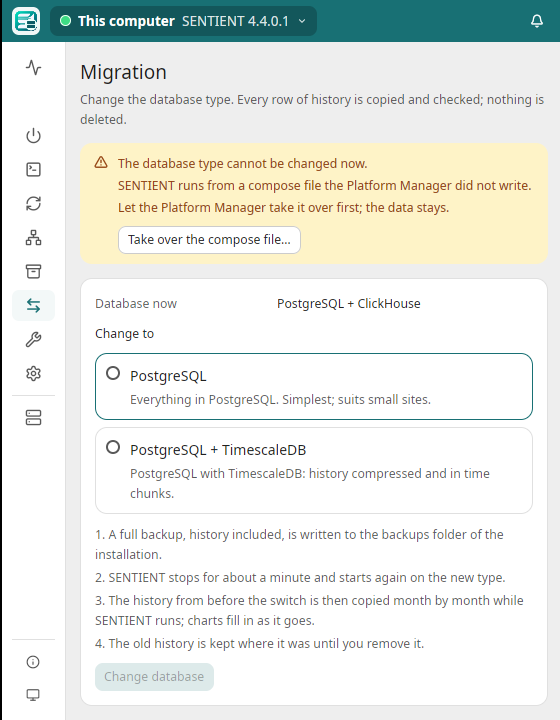 This computer SENTIENT 4.4.0.1
Migration
Change the database type. Every row of history is copied and checked; nothing is
deleted.
The database type cannot be changed now.
SENTIENT runs from a compose file the Platform Manager did not write.
Let the Platform Manager take it over first; the data stays.
Take over the compose file...
Database now PostgreSQL + ClickHouse
Change to
PostgreSQL
Everything in PostgreSQL. Simplest; suits small sites.
PostgreSQL + TimescaleDB
PostgreSQL with TimescaleDB: history compressed and in time
chunks.
1. A full backup, history included, is written to the backups folder of the
installation.
2. SENTIENT stops for about a minute and starts again on the new type.
3. The history from before the switch is then copied month by month while
SENTIENT runs; charts fill in as it goes.
4. The old history is kept where it was until you remove it.
Change database